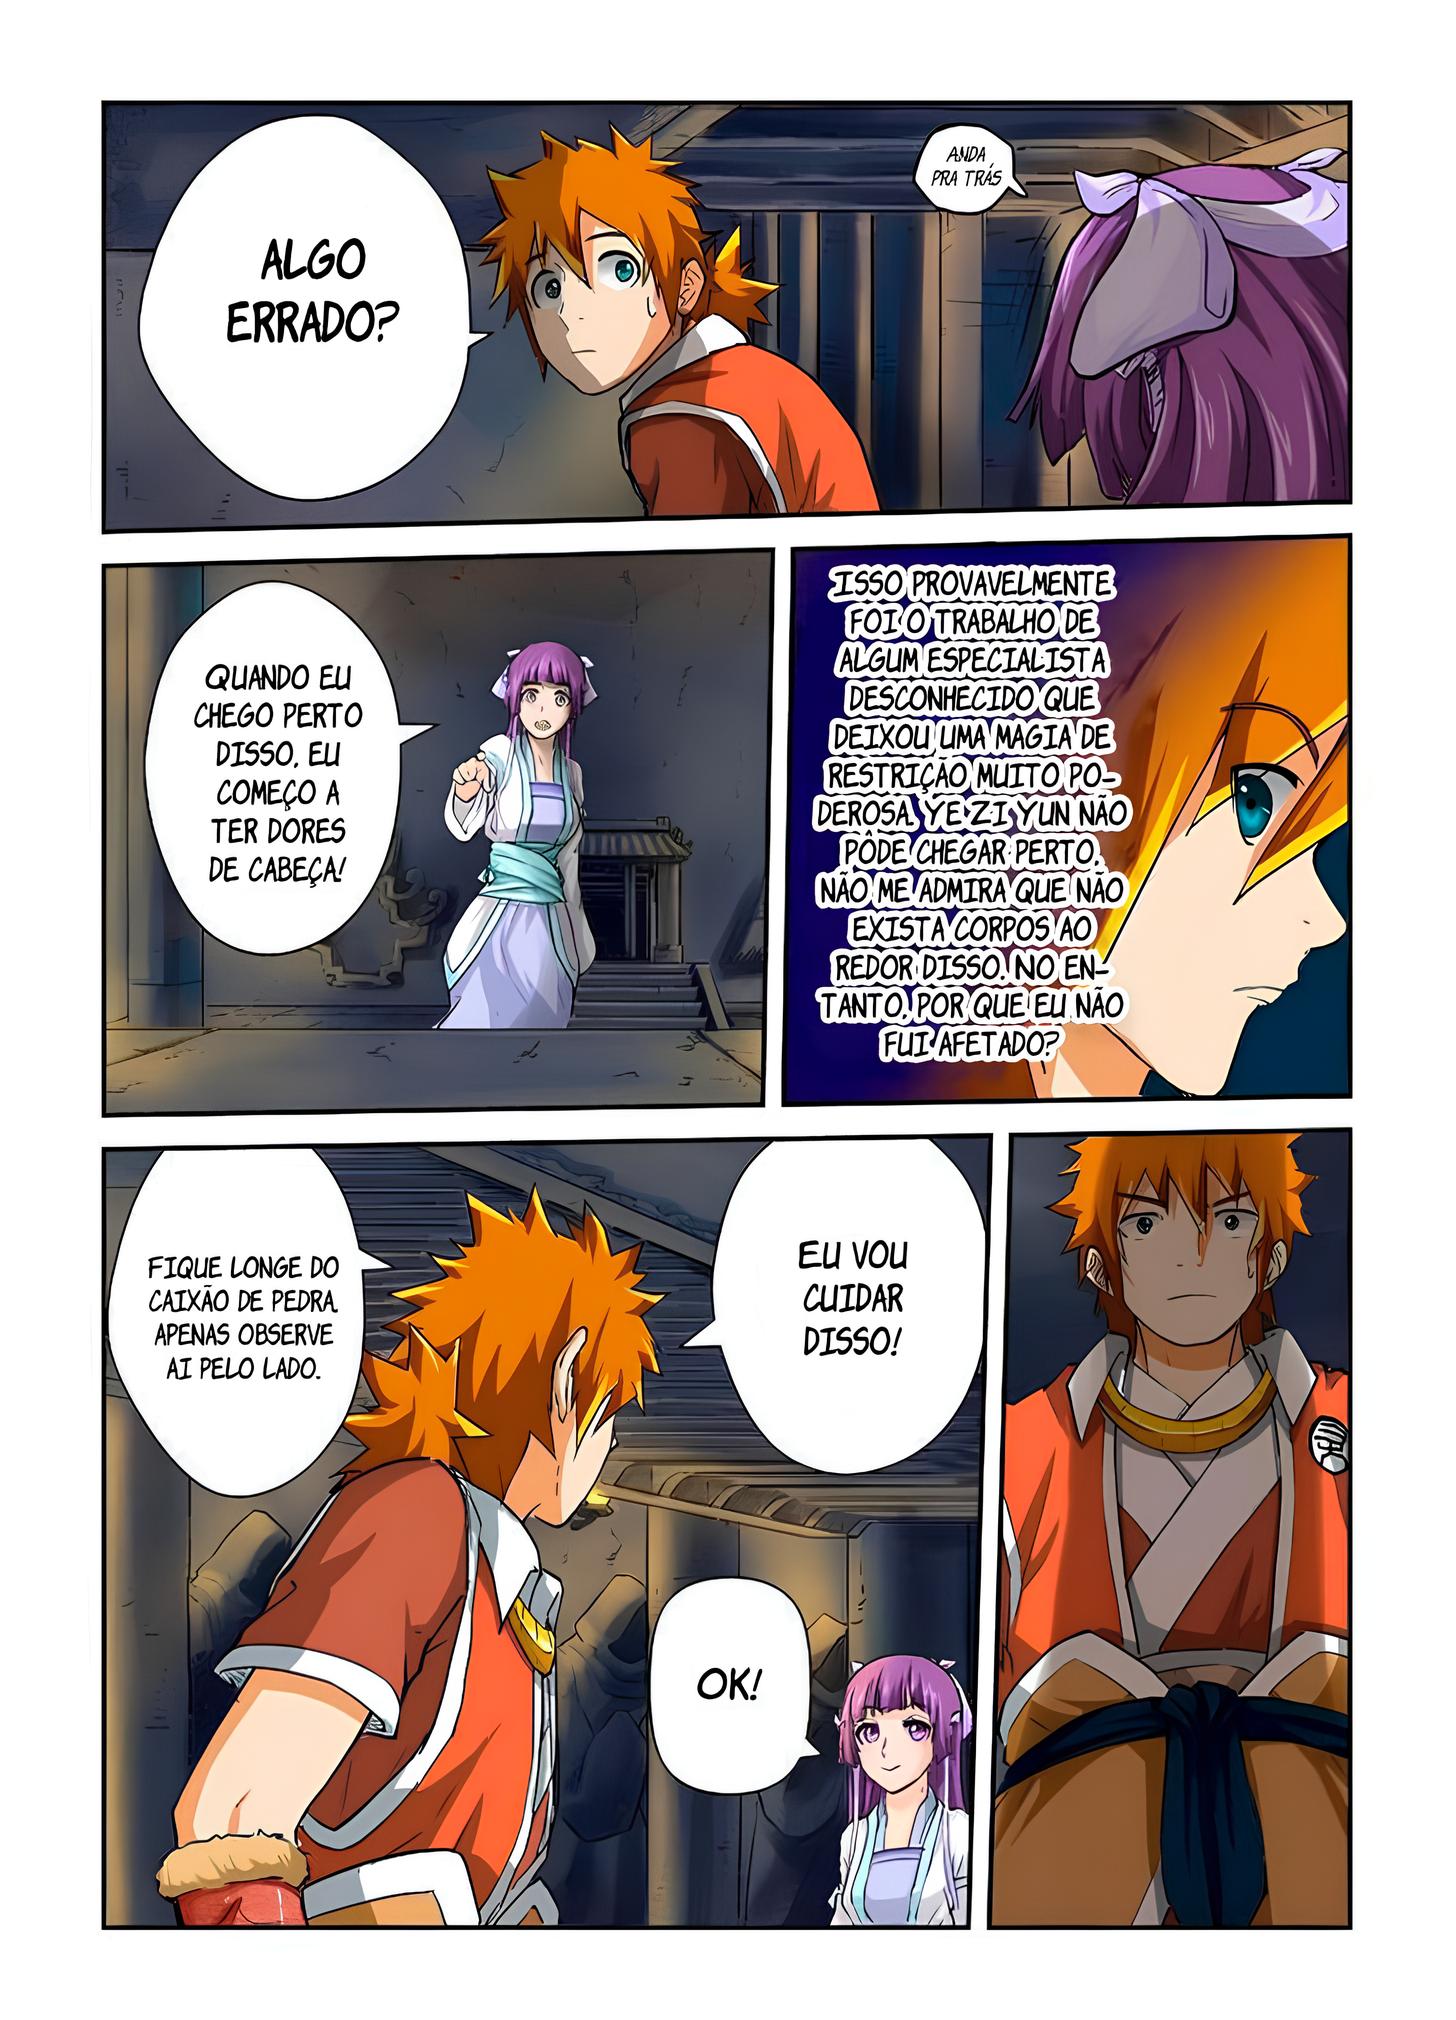 ALGO
ERRADO?
ANDA
PRA TRÁS
QUANDO EU
CHEGO PERTO
DISSO, EU
COMEÇO A
TER DORES
DE CABEÇA!
ISSO PROVAVELMENTE
FOI O TRABALHO DE
ALGUM ESPECIALISTA
DESCONHECIDO QUE
DEIXOU UMA MAGIA DE
RESTRIÇÃO MUITO PO-
DEROSA. YE ZI YUN NÃO
PÔDE CHEGAR PERTO.
NÃO ME ADMIRA QUE NÃO
EXISTA CORPOS AO
REDOR DISSO. NO EN-
TANTO, POR QUE EU NÃO
FUI AFETADO?
FIQUE LONGE DO
CAIXÃO DE PEDRA.
APENAS OBSERVE
AI PELO LADO.
EU VOU
CUIDAR
DISSO!
OK!